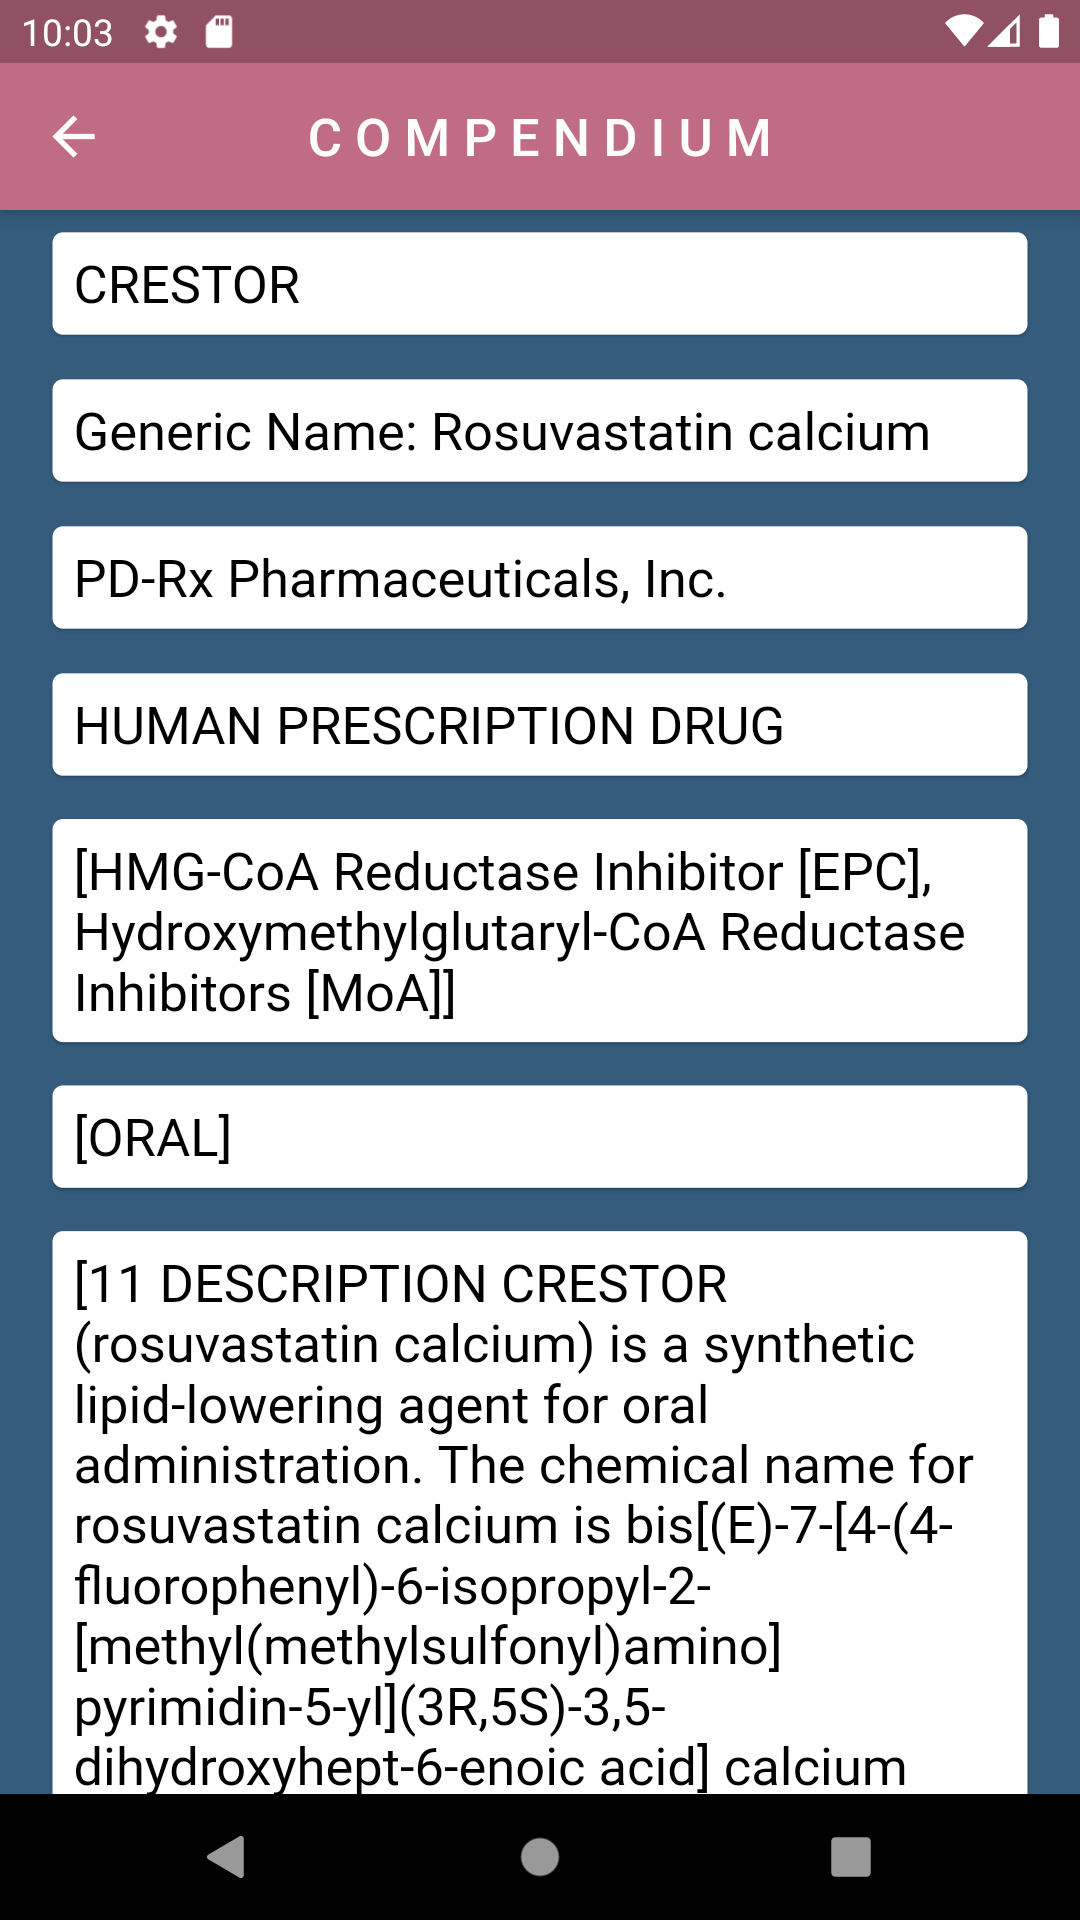 10:03
COMPENDIUM
CRESTOR
Generic Name: Rosuvastatin calcium
PD-Rx Pharmaceuticals, Inc.
HUMAN PRESCRIPTION DRUG
[HMG-CoA Reductase Inhibitor [EPC],
Hydroxymethylglutaryl-CoA Reductase
Inhibitors [MoA]]
[ORAL]
[11 DESCRIPTION CRESTOR
(rosuvastatin calcium) is a synthetic
lipid-lowering agent for oral
administration. The chemical name for
rosuvastatin calcium is bis[(E)-7-[4-(4-
fluorophenyl)-6-isopropyl-2-
[methyl(methylsulfonyl)amino]
pyrimidin-5-yl](3R,5S)-3,5-
dihydroxyhept-6-enoic acid] calcium